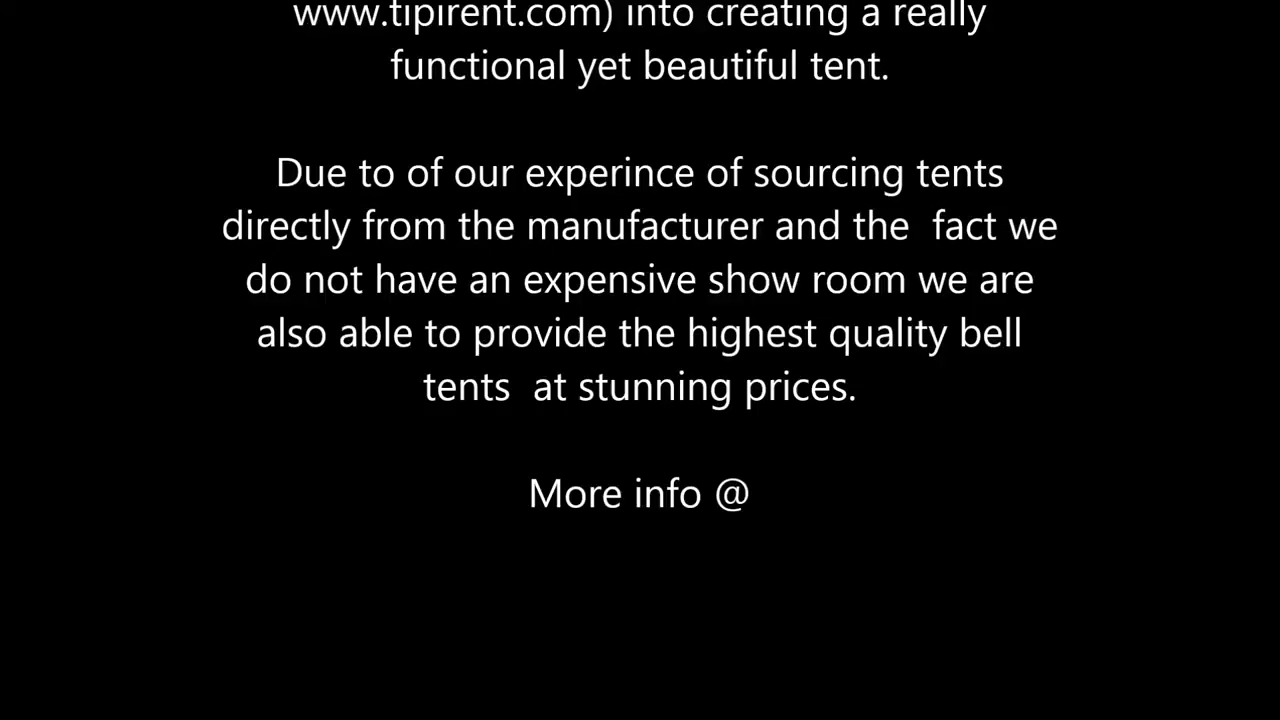 www.tipirent.com) into creating a really
functional yet beautiful tent.
Due to of our experince of sourcing tents
directly from the manufacturer and the  fact we
do not have an expensive show room we are
also able to provide the highest quality bell
tents  at stunning prices.
More info @